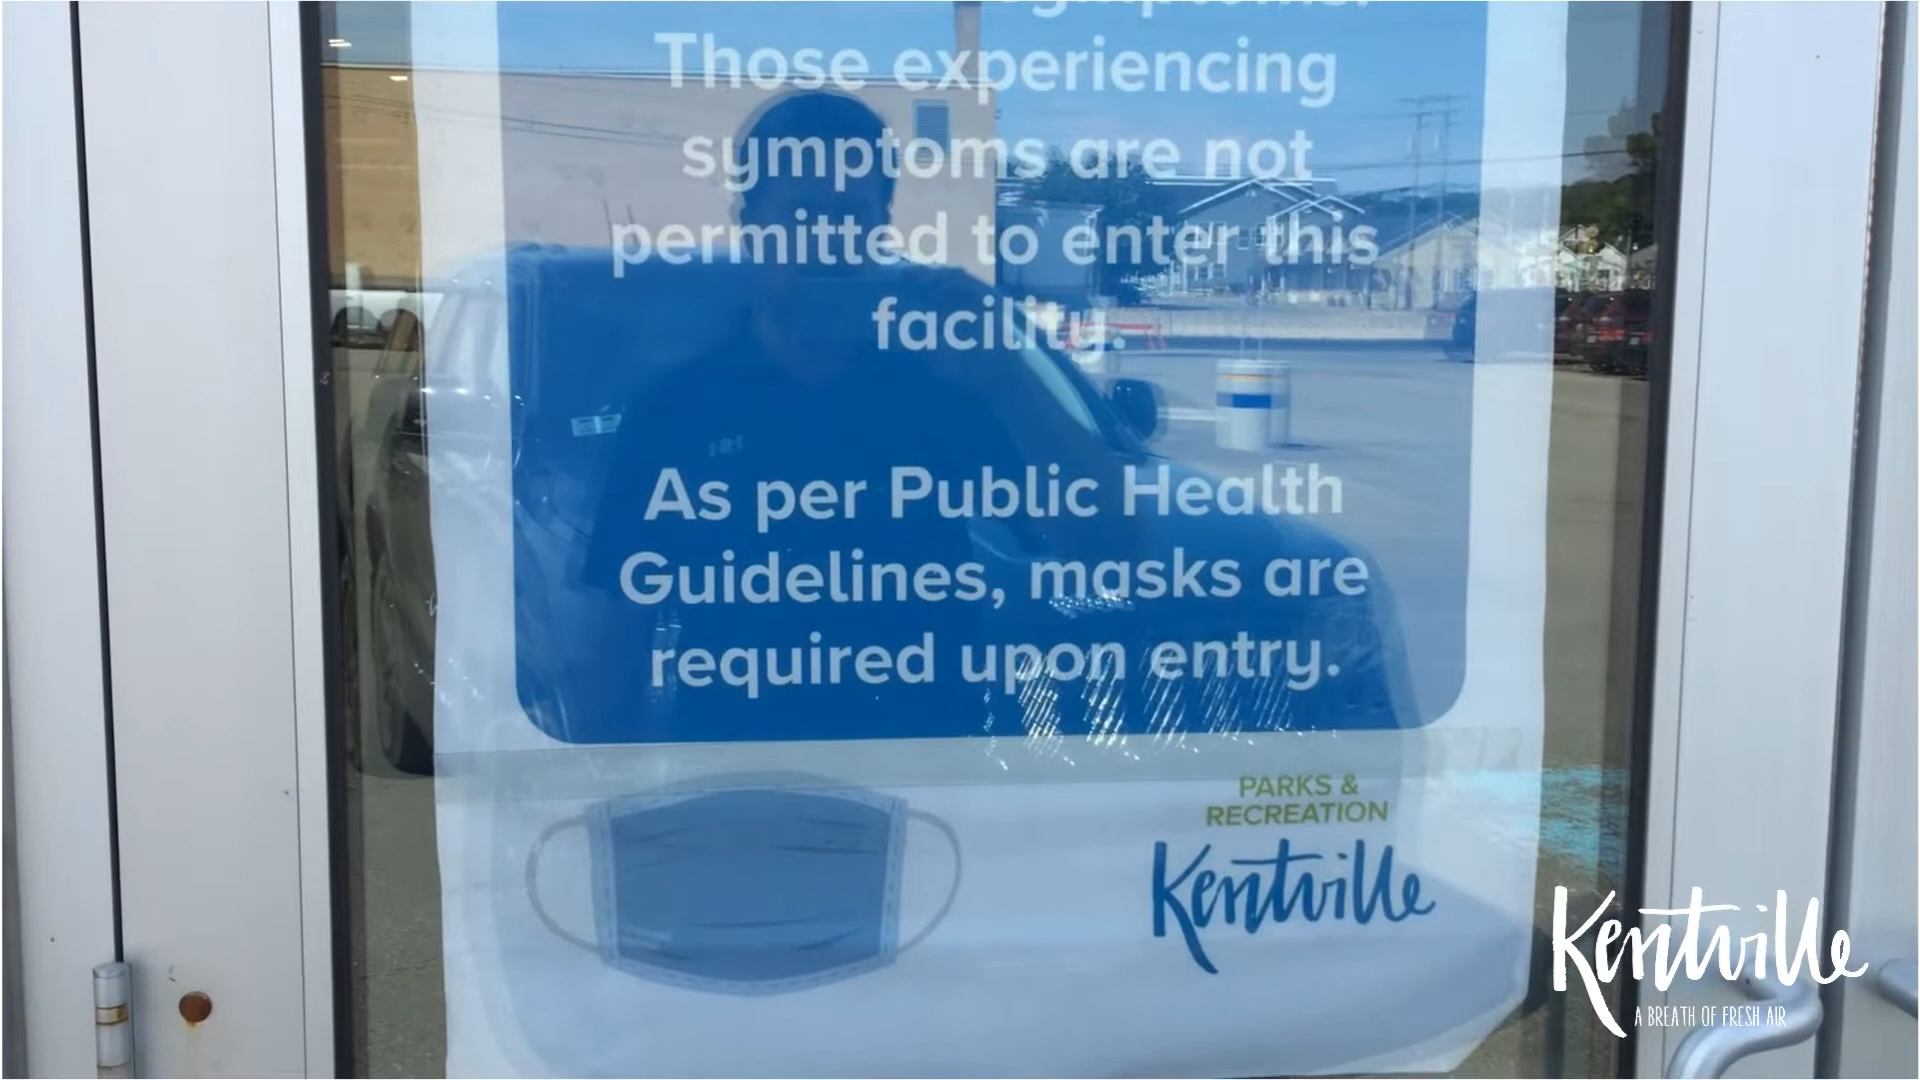 Those experiencing
symptoms are not
permitted to enter this
facility.
As per Public Health
Guidelines, masks are
required upon entry.
PARKS &
RECREATION
Kentville
Kentville
A BREATH OF FRESH AIR